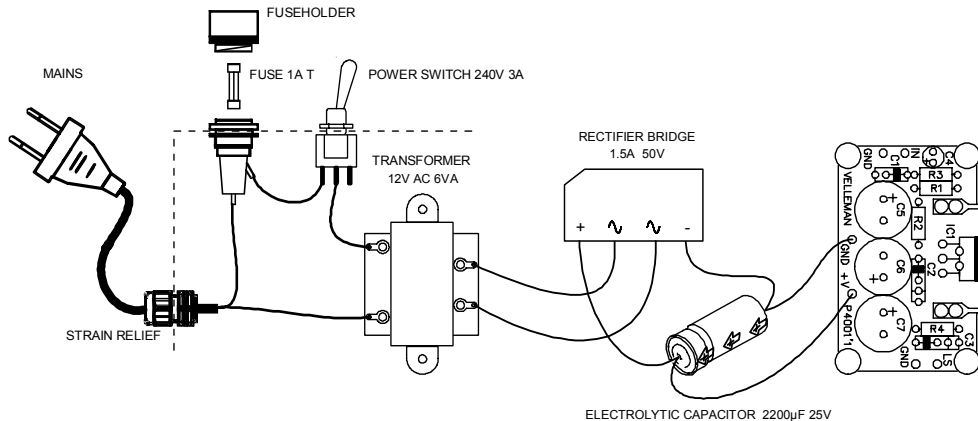 FUSEHOLDER
MAINS
FUSE 1A T
POWER SWITCH 240V 3A
TRANSFORMER
12V AC 6VA
STRAIN RELIEF
RECTIFIER BRIDGE
1.5A 50V
+ ∿ ∿ -
ELECTROLYTIC CAPACITOR 2200µF 25V
GND
C1
IN
C4
R3
R1
VELLEMAN
C5
R2
IC1
GND
C6
C2
+V
P4001'1
C7
R4
C3
GND
LS